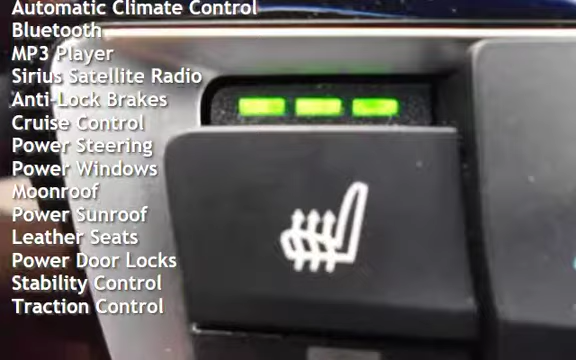 Automatic Climate Control
Bluetooth
MP3 Player
Sirius Satellite Radio
Anti-Lock Brakes
Cruise Control
Power Steering
Power Windows
Moonroof
Power Sunroof
Leather Seats
Power Door Locks
Stability Control
Traction Control